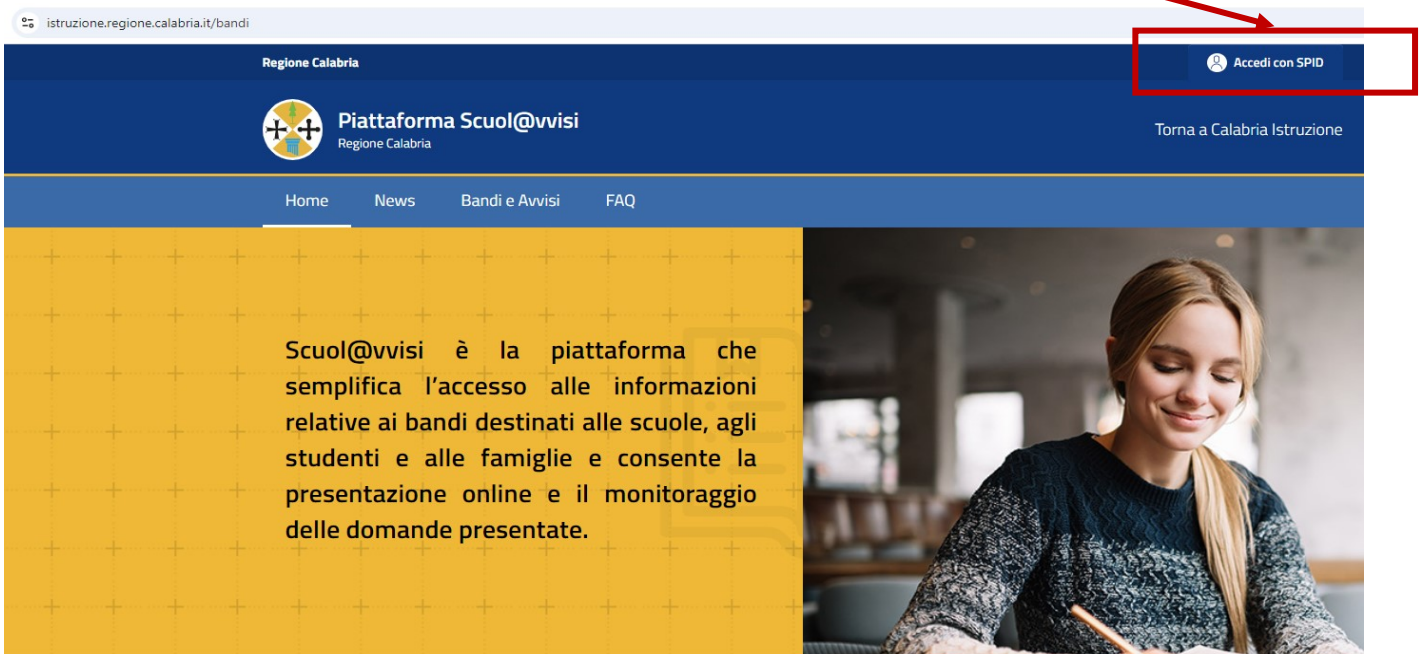 istruzione.regione.calabria.it/bandi
Regione Calabria
Accedi con SPID
Piattaforma Scuol@vvisi
Regione Calabria
Torna a Calabria Istruzione
Home News Bandi e Avvisi FAQ
Scuol@vvisi è la piattaforma che
semplifica l’accesso alle informazioni
relative ai bandi destinati alle scuole, agli
studenti e alle famiglie e consente la
presentazione online e il monitoraggio
delle domande presentate.